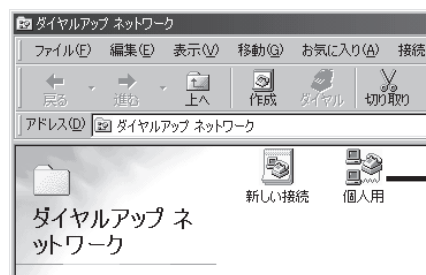 ダイヤルアップ ネットワーク
ファイル(F) 編集(E) 表示(V) 移動(G) お気に入り(A) 接続
戻る 進む 上へ 作成 ダイヤル 切り取り
アドレス(D) ダイヤルアップ ネットワーク
新しい接続 個人用
ダイヤルアップ ネ
ットワーク